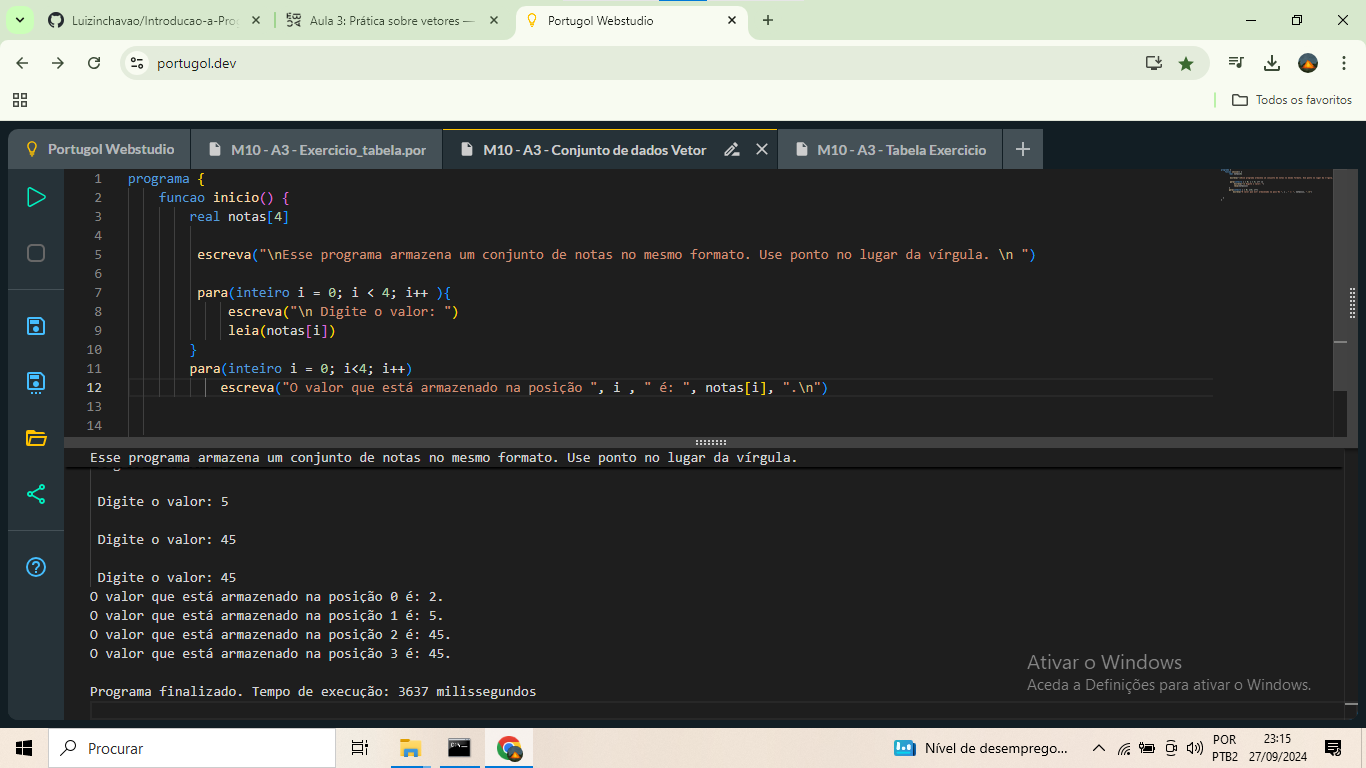 Luizinchavao/Introducao-a-Pro
Aula 3: Prática sobre vetores —
Portugol Webstudio
portugol.dev
Todos os favoritos
Portugol Webstudio
M10 - A3 - Exercicio_tabela.por
M10 - A3 - Conjunto de dados Vetor
M10 - A3 - Tabela Exercicio
1 programa {
2 funcao inicio() {
3 real notas[4]
4
5 escreva("\nEsse programa armazena um conjunto de notas no mesmo formato. Use ponto no lugar da vírgula. \n ")
6
7 para(inteiro i = 0; i < 4; i++ ){
8 escreva("\n Digite o valor: ")
9 leia(notas[i])
10 }
11 para(inteiro i = 0; i<4; i++)
12 escreva("O valor que está armazenado na posição ", i , " é: ", notas[i], ".\n")
13
14
Esse programa armazena um conjunto de notas no mesmo formato. Use ponto no lugar da vírgula.
Digite o valor: 5
Digite o valor: 45
Digite o valor: 45
O valor que está armazenado na posição 0 é: 2.
O valor que está armazenado na posição 1 é: 5.
O valor que está armazenado na posição 2 é: 45.
O valor que está armazenado na posição 3 é: 45.
Programa finalizado. Tempo de execução: 3637 milissegundos
Ativar o Windows
Aceda a Definições para ativar o Windows.
Procurar
Nível de desemprego...
POR
PTB2
23:15
27/09/2024